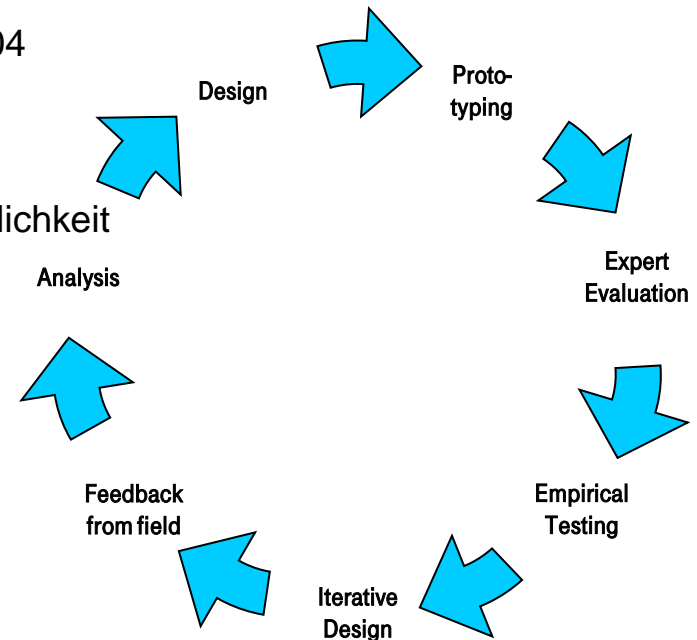 04
Design
Proto-
typing
lichkeit
Analysis
Expert
Evaluation
Feedback
from field
Empirical
Testing
Iterative
Design